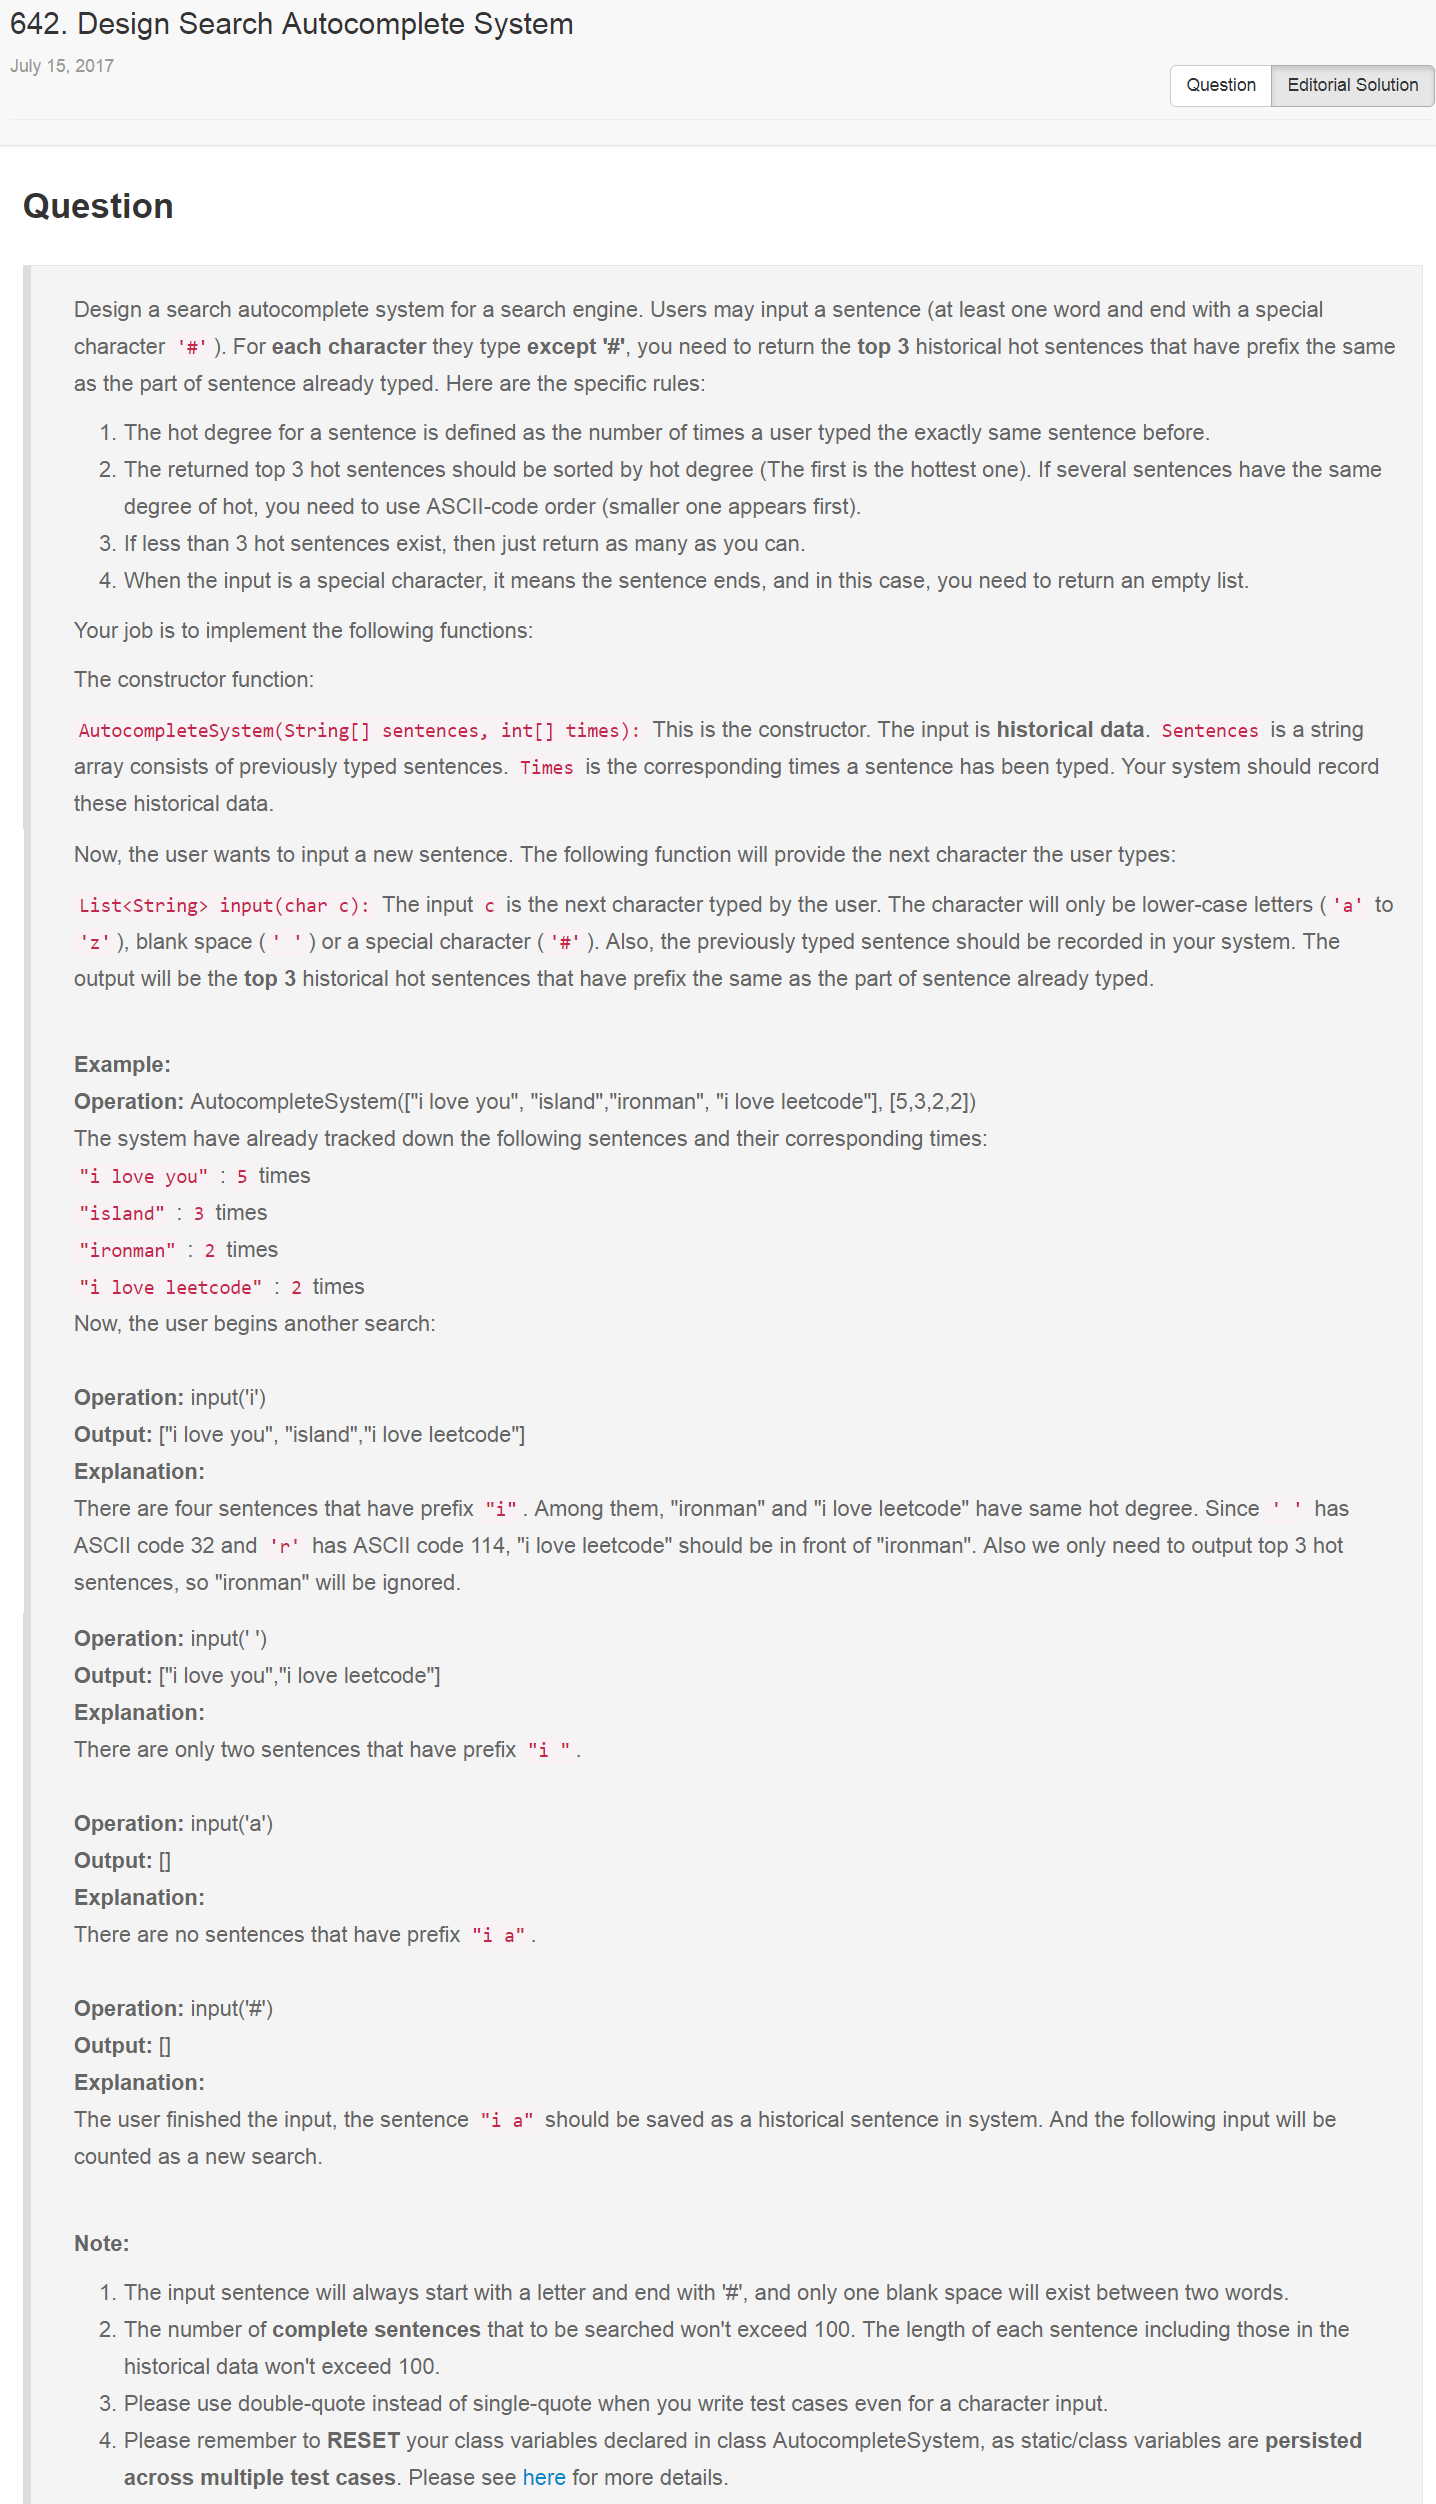 642. Design Search Autocomplete System
July 15, 2017
Question
Editorial Solution
Question
Design a search autocomplete system for a search engine. Users may input a sentence (at least one word and end with a special
character '#' ). For each character they type except '#', you need to return the top 3 historical hot sentences that have prefix the same
as the part of sentence already typed. Here are the specific rules:
1. The hot degree for a sentence is defined as the number of times a user typed the exactly same sentence before.
2. The returned top 3 hot sentences should be sorted by hot degree (The first is the hottest one). If several sentences have the same
degree of hot, you need to use ASCII-code order (smaller one appears first).
3. If less than 3 hot sentences exist, then just return as many as you can.
4. When the input is a special character, it means the sentence ends, and in this case, you need to return an empty list.
Your job is to implement the following functions:
The constructor function:
AutocompleteSystem(String[] sentences, int[] times): This is the constructor. The input is historical data. Sentences is a string
array consists of previously typed sentences. Times is the corresponding times a sentence has been typed. Your system should record
these historical data.
Now, the user wants to input a new sentence. The following function will provide the next character the user types:
List<String> input(char c): The input c is the next character typed by the user. The character will only be lower-case letters ( 'a' to
'z' ), blank space ( ' ' ) or a special character ( '#' ). Also, the previously typed sentence should be recorded in your system. The
output will be the top 3 historical hot sentences that have prefix the same as the part of sentence already typed.
Example:
Operation: AutocompleteSystem(["i love you", "island","ironman", "i love leetcode"], [5,3,2,2])
The system have already tracked down the following sentences and their corresponding times:
"i love you" : 5 times
"island" : 3 times
"ironman" : 2 times
"i love leetcode" : 2 times
Now, the user begins another search:
Operation: input('i')
Output: ["i love you", "island","i love leetcode"]
Explanation:
There are four sentences that have prefix "i" . Among them, "ironman" and "i love leetcode" have same hot degree. Since ' ' has
ASCII code 32 and 'r' has ASCII code 114, "i love leetcode" should be in front of "ironman". Also we only need to output top 3 hot
sentences, so "ironman" will be ignored.
Operation: input(' ')
Output: ["i love you","i love leetcode"]
Explanation:
There are only two sentences that have prefix "i " .
Operation: input('a')
Output: []
Explanation:
There are no sentences that have prefix "i a" .
Operation: input('#')
Output: []
Explanation:
The user finished the input, the sentence "i a" should be saved as a historical sentence in system. And the following input will be
counted as a new search.
Note:
1. The input sentence will always start with a letter and end with '#', and only one blank space will exist between two words.
2. The number of complete sentences that to be searched won't exceed 100. The length of each sentence including those in the
historical data won't exceed 100.
3. Please use double-quote instead of single-quote when you write test cases even for a character input.
4. Please remember to RESET your class variables declared in class AutocompleteSystem, as static/class variables are persisted
across multiple test cases. Please see here for more details.